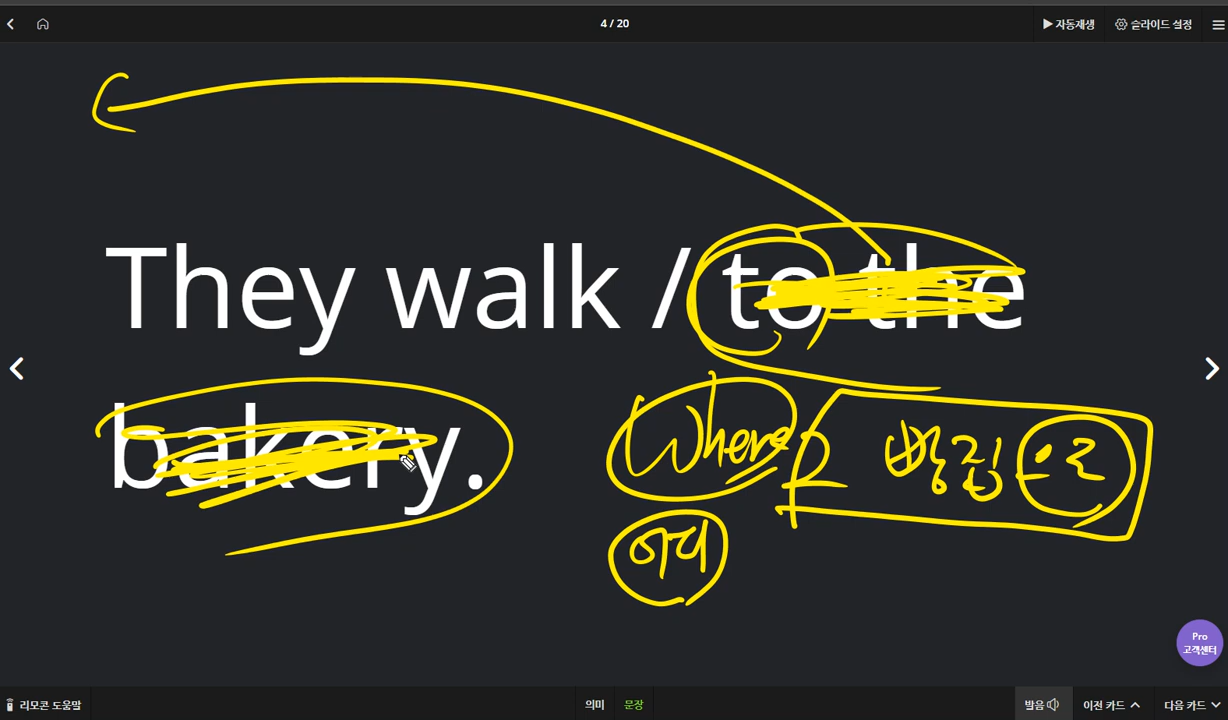 4 / 20
▶ 자동재생
슬라이드 설정
They walk / to the
bakery.
Where
빵집으로
어디
Pro
고객센터
리모콘 도움말
의미
문장
발음
이전 카드
다음 카드